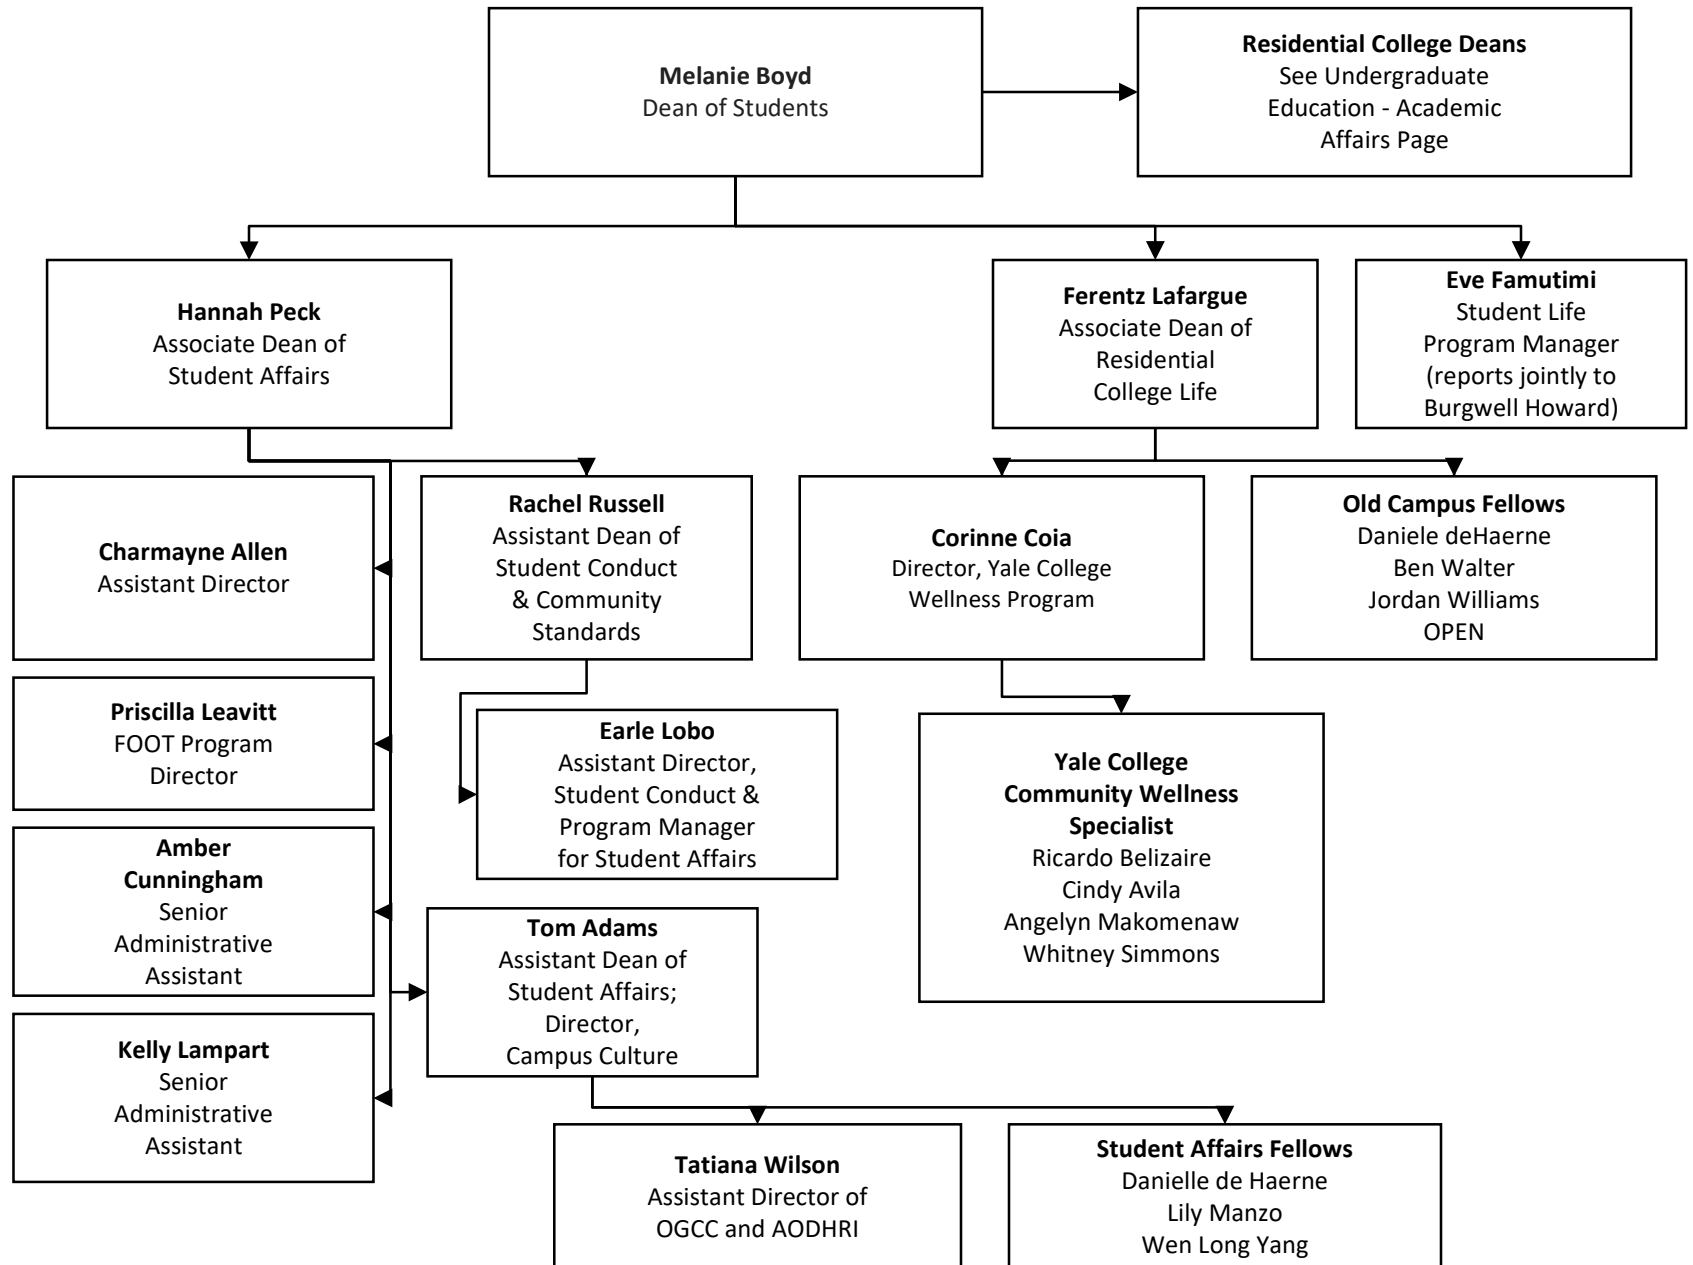 Melanie Boyd
Dean of Students
Residential College Deans
See Undergraduate
Education - Academic
Affairs Page
Hannah Peck
Associate Dean of
Student Affairs
Ferentz Lafargue
Associate Dean of
Residential
College Life
Eve Famutimi
Student Life
Program Manager
(reports jointly to
Burgwell Howard)
Charmayne Allen
Assistant Director
Rachel Russell
Assistant Dean of
Student Conduct
& Community
Standards
Corinne Coia
Director, Yale College
Wellness Program
Old Campus Fellows
Daniele deHaerne
Ben Walter
Jordan Williams
OPEN
Priscilla Leavitt
FOOT Program
Director
Earle Lobo
Assistant Director,
Student Conduct &
Program Manager
for Student Affairs
Yale College
Community Wellness
Specialist
Ricardo Belizaire
Cindy Avila
Angelyn Makomenaw
Whitney Simmons
Amber
Cunningham
Senior
Administrative
Assistant
Tom Adams
Assistant Dean of
Student Affairs;
Director,
Campus Culture
Kelly Lampart
Senior
Administrative
Assistant
Tatiana Wilson
Assistant Director of
OGCC and AODHRI
Student Affairs Fellows
Danielle de Haerne
Lily Manzo
Wen Long Yang